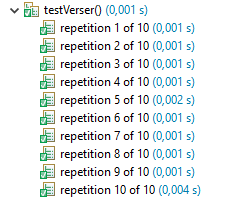 testVerser() (0,001 s)
repetition 1 of 10 (0,001 s)
repetition 2 of 10 (0,001 s)
repetition 3 of 10 (0,001 s)
repetition 4 of 10 (0,001 s)
repetition 5 of 10 (0,002 s)
repetition 6 of 10 (0,001 s)
repetition 7 of 10 (0,001 s)
repetition 8 of 10 (0,001 s)
repetition 9 of 10 (0,001 s)
repetition 10 of 10 (0,004 s)